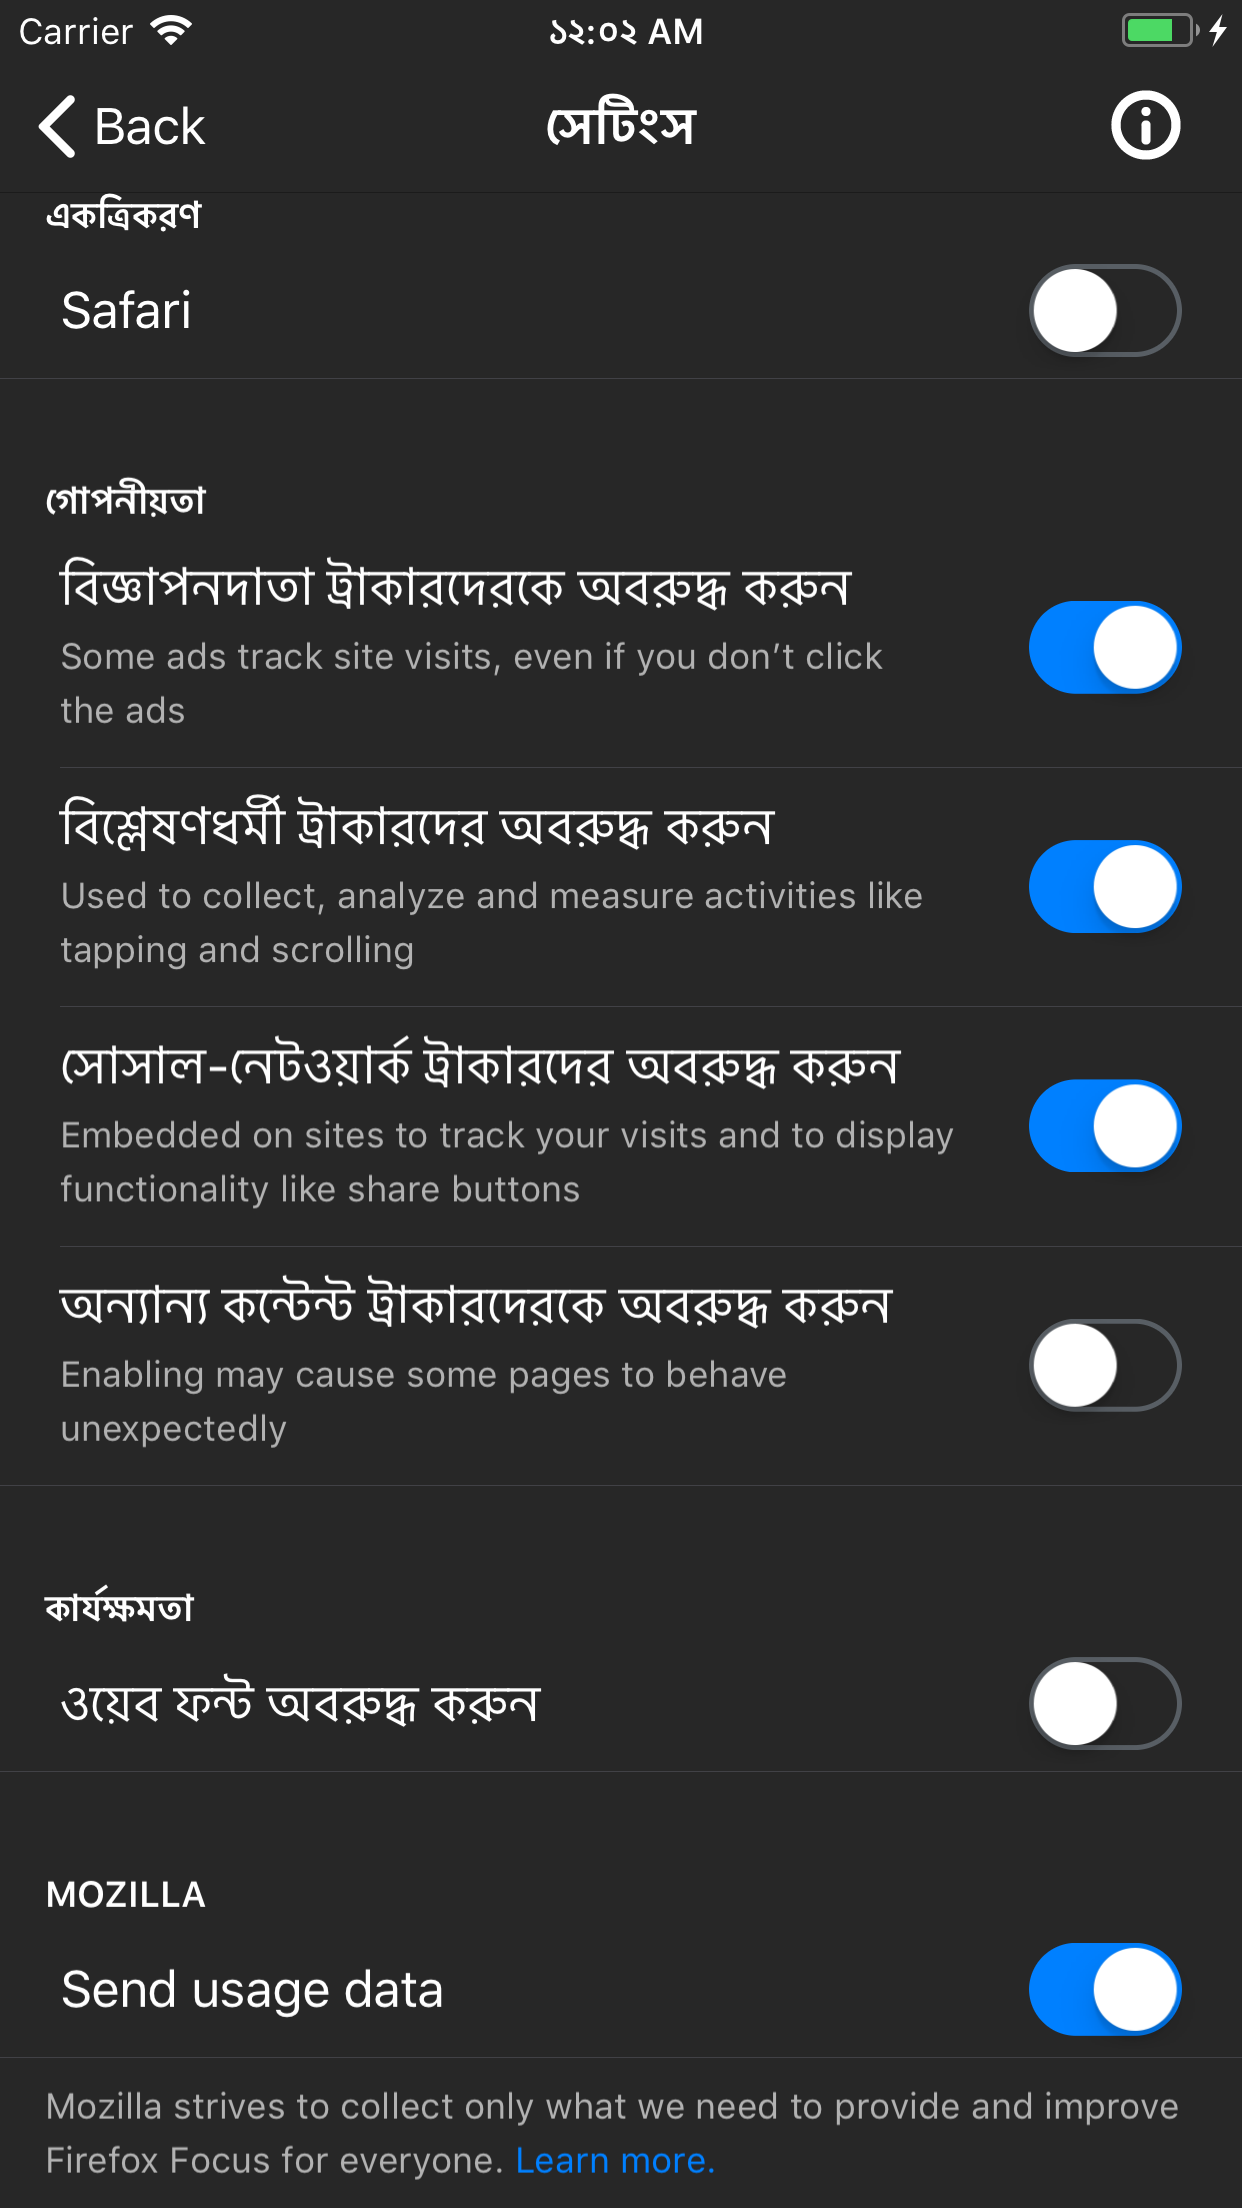 Carrier ১২:০২ AM
Back সেটিংস
একত্রিকরণ
Safari
গোপনীয়তা
বিজ্ঞাপনদাতা ট্রাকারদেরকে অবরুদ্ধ করুন
Some ads track site visits, even if you don’t click
the ads
বিশ্লেষণধর্মী ট্রাকারদের অবরুদ্ধ করুন
Used to collect, analyze and measure activities like
tapping and scrolling
সোসাল-নেটওয়ার্ক ট্রাকারদের অবরুদ্ধ করুন
Embedded on sites to track your visits and to display
functionality like share buttons
অন্যান্য কন্টেন্ট ট্রাকারদেরকে অবরুদ্ধ করুন
Enabling may cause some pages to behave
unexpectedly
কার্যক্ষমতা
ওয়েব ফন্ট অবরুদ্ধ করুন
MOZILLA
Send usage data
Mozilla strives to collect only what we need to provide and improve
Firefox Focus for everyone. Learn more.